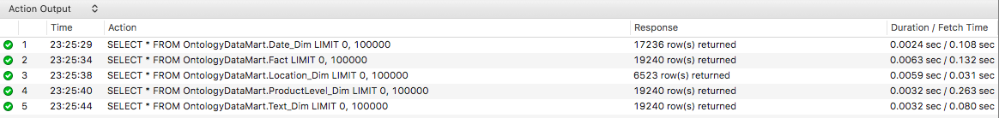 Action Output
Time Action Response Duration / Fetch Time
1 23:25:29 SELECT * FROM OntologyDataMart.Date_Dim LIMIT 0, 100000 17236 row(s) returned 0.0024 sec / 0.108 sec
2 23:25:34 SELECT * FROM OntologyDataMart.Fact LIMIT 0, 100000 19240 row(s) returned 0.0063 sec / 0.132 sec
3 23:25:38 SELECT * FROM OntologyDataMart.Location_Dim LIMIT 0, 100000 6523 row(s) returned 0.0059 sec / 0.031 sec
4 23:25:40 SELECT * FROM OntologyDataMart.ProductLevel_Dim LIMIT 0, 100000 19240 row(s) returned 0.0032 sec / 0.263 sec
5 23:25:44 SELECT * FROM OntologyDataMart.Text_Dim LIMIT 0, 100000 19240 row(s) returned 0.0032 sec / 0.080 sec